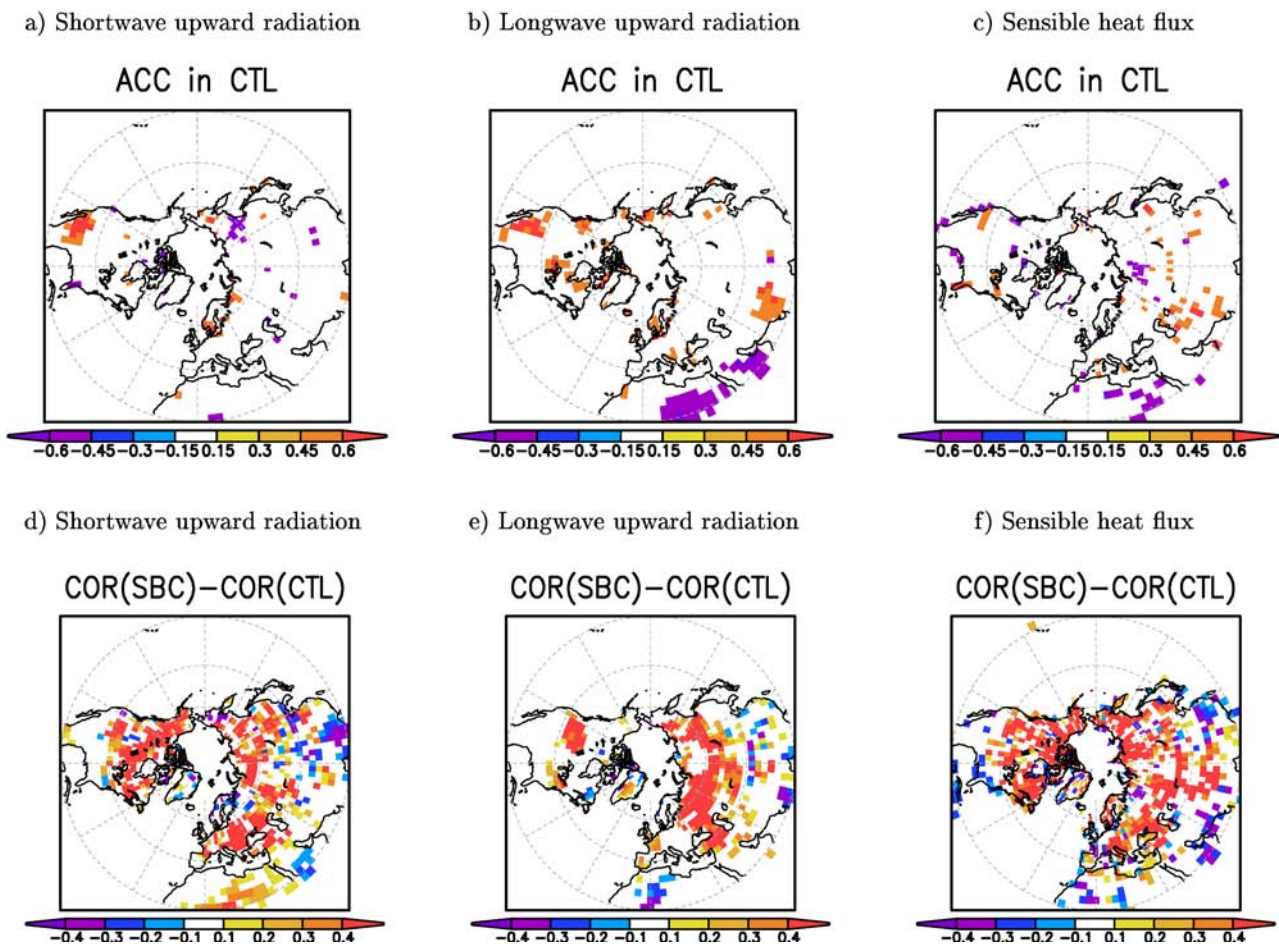 a) Shortwave upward radiation
b) Longwave upward radiation
c) Sensible heat flux
ACC in CTL
ACC in CTL
ACC in CTL
-0.6 -0.45 -0.3 -0.15 0.15 0.3 0.45 0.6
-0.6 -0.45 -0.3 -0.15 0.15 0.3 0.45 0.6
-0.6 -0.45 -0.3 -0.15 0.15 0.3 0.45 0.6
d) Shortwave upward radiation
e) Longwave upward radiation
f) Sensible heat flux
COR(SBC)-COR(CTL)
COR(SBC)-COR(CTL)
COR(SBC)-COR(CTL)
-0.4 -0.3 -0.2 -0.1 0.1 0.2 0.3 0.4
-0.4 -0.3 -0.2 -0.1 0.1 0.2 0.3 0.4
-0.4 -0.3 -0.2 -0.1 0.1 0.2 0.3 0.4